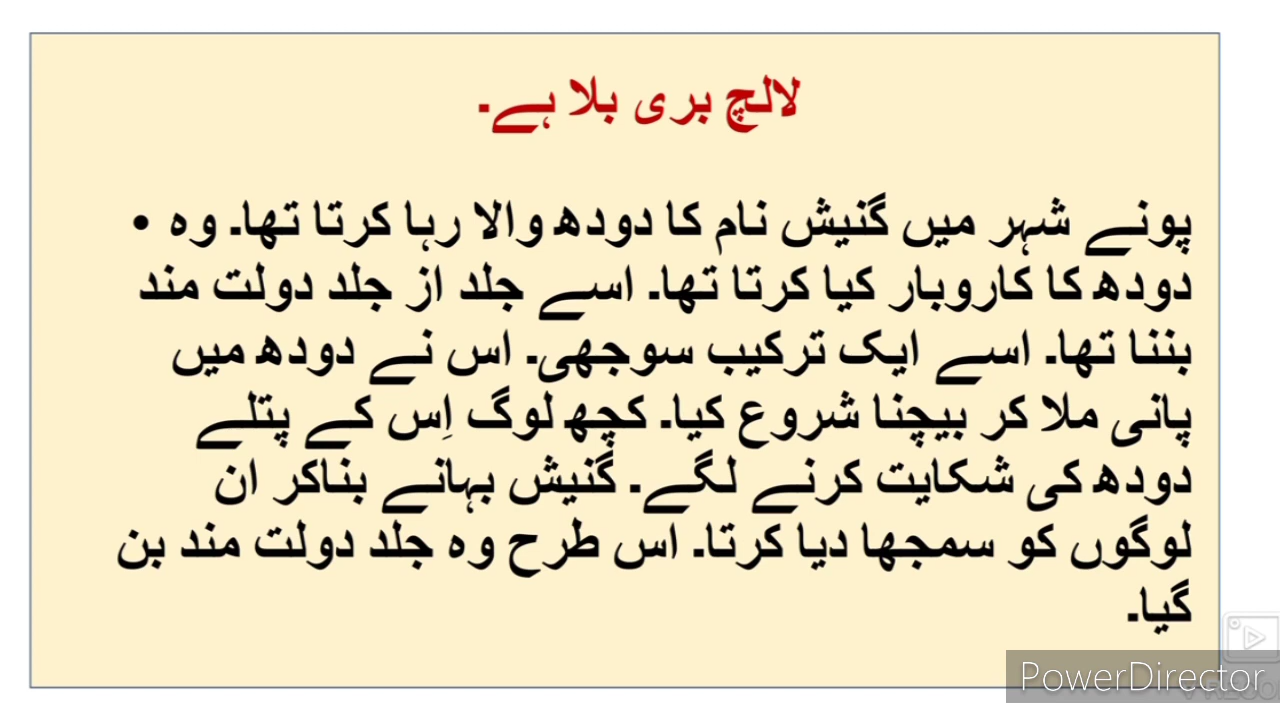 لالچ بری بلا ہے۔
پونے شہر میں گنیش نام کا دودھ والا رہا کرتا تھا۔ وہ •
دودھ کا کاروبار کیا کرتا تھا۔ اسے جلد از جلد دولت مند
بننا تھا۔ اسے ایک ترکیب سوجھی۔ اس نے دودھ میں
پانی ملا کر بیچنا شروع کیا۔ کچھ لوگ اِس کے پتلے
دودھ کی شکایت کرنے لگے۔ گنیش بہانے بناکر ان
لوگوں کو سمجھا دیا کرتا۔ اس طرح وہ جلد دولت مند بن
گیا۔
PowerDirector